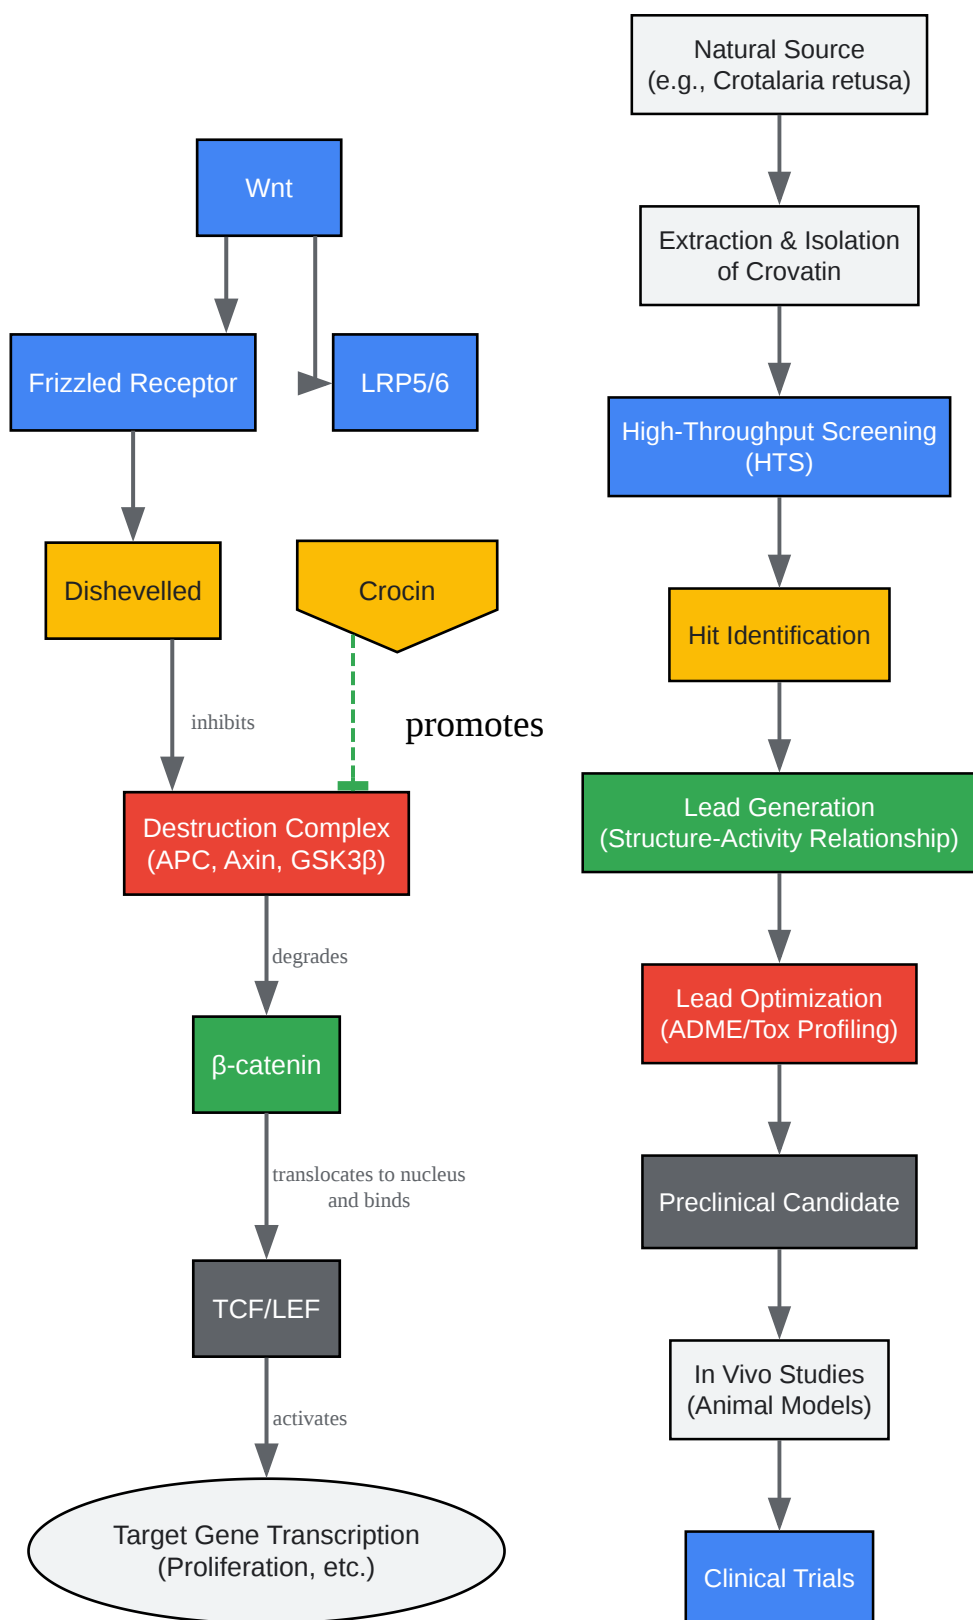 Wnt
Frizzled Receptor
LRP5/6
Dishevelled
Crocin
inhibits
promotes
Destruction Complex
(APC, Axin, GSK3β)
degrades
β-catenin
translocates to nucleus
and binds
TCF/LEF
activates
Target Gene Transcription
(Proliferation, etc.)
Natural Source
(e.g., Crotalaria retusa)
Extraction & Isolation
of Crovatin
High-Throughput Screening
(HTS)
Hit Identification
Lead Generation
(Structure-Activity Relationship)
Lead Optimization
(ADME/Tox Profiling)
Preclinical Candidate
In Vivo Studies
(Animal Models)
Clinical Trials